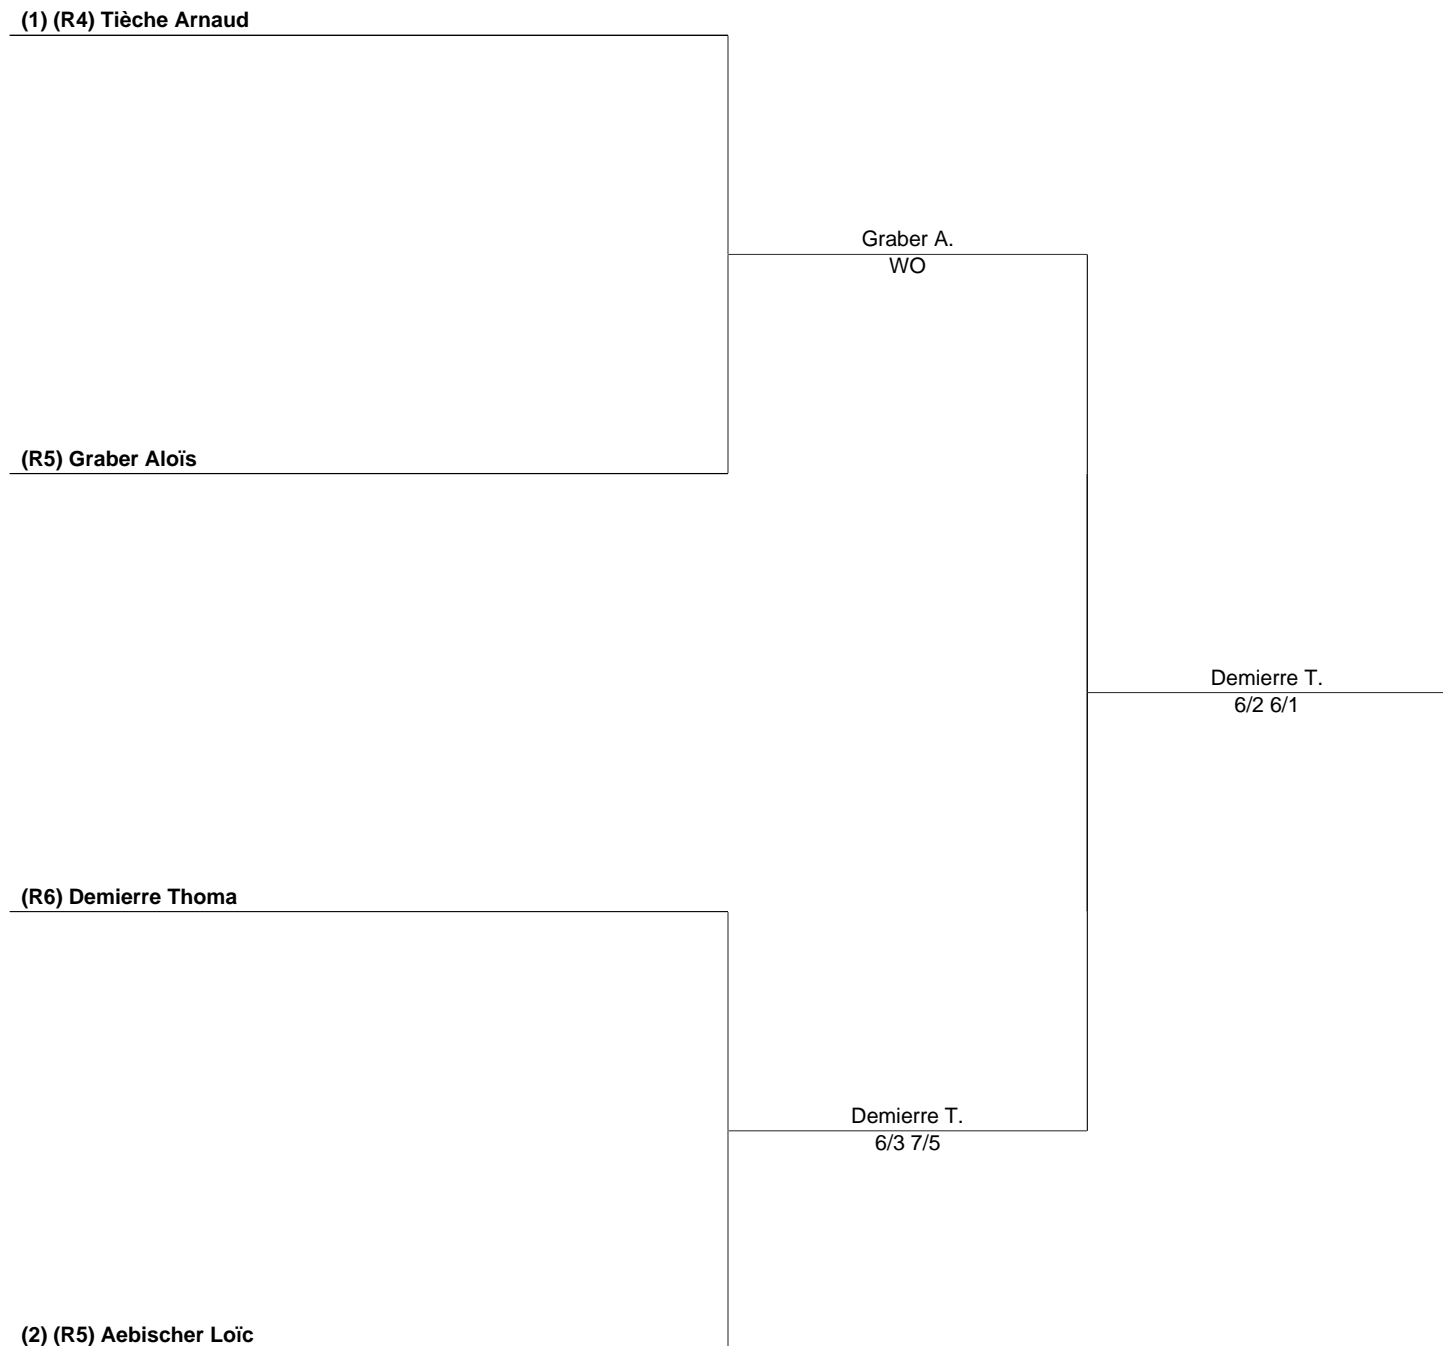 (1) (R4) Tièche Arnaud
Graber A.
WO
(R5) Graber Aloïs
Demierre T.
6/2 6/1
(R6) Demierre Thoma
Demierre T.
6/3 7/5
(2) (R5) Aebischer Loïc